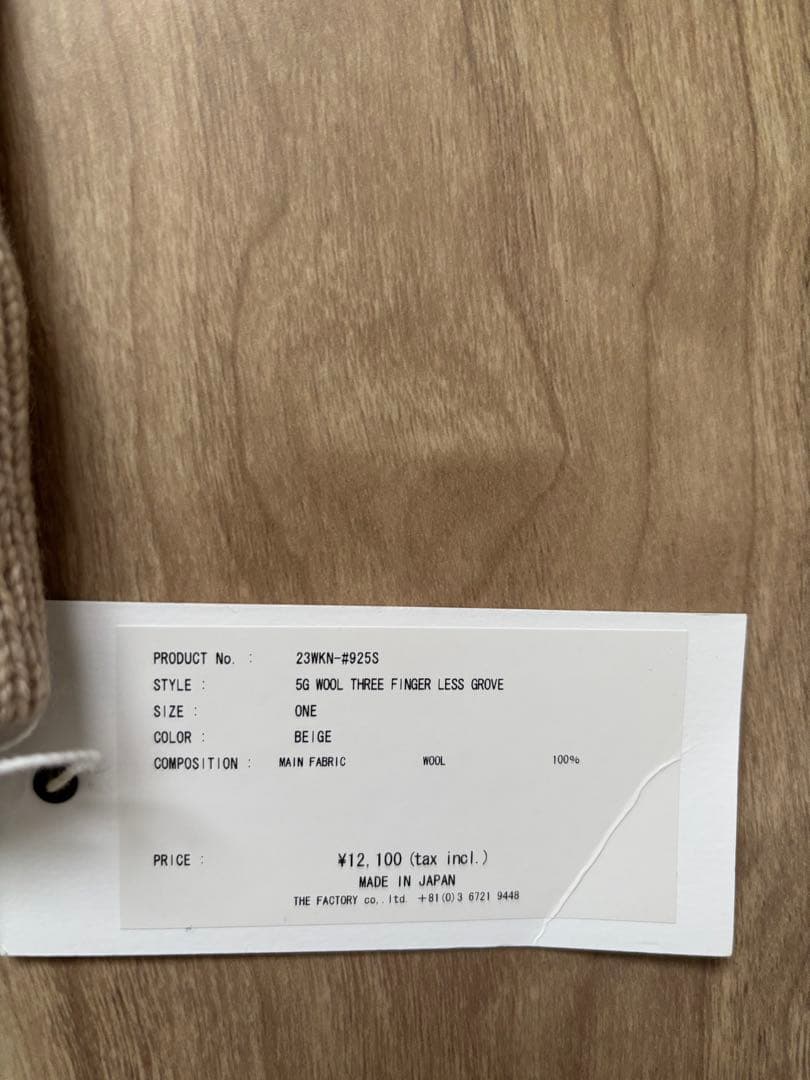 PRODUCT No. : 23WKN-#925S
STYLE : 5G WOOL THREE FINGER LESS GROVE
SIZE : ONE
COLOR : BEIGE
COMPOSITION : MAIN FABRIC WOOL 100%
PRICE : ¥12,100 (tax incl.)
MADE IN JAPAN
THE FACTORY co,. ltd. +81(0)3 6721 9448